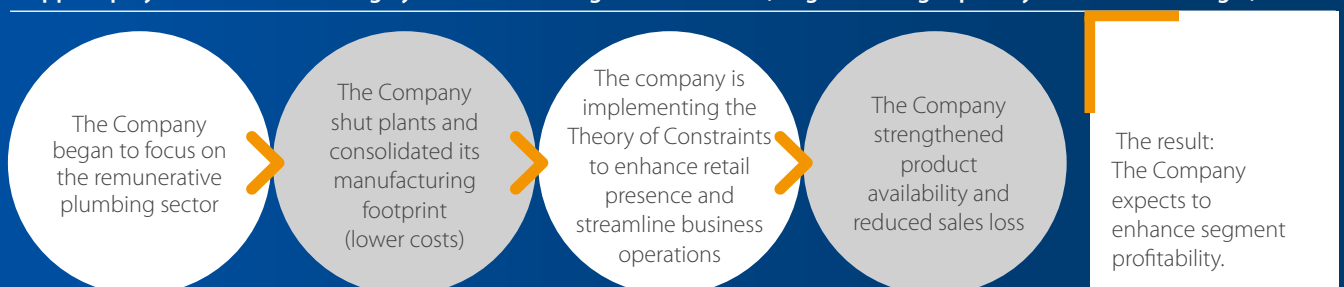 The Company
began to focus on
the remunerative
plumbing sector
The Company
shut plants and
consolidated its
manufacturing
footprint
(lower costs)
The company is
implementing the
Theory of Constraints
to enhance retail
presence and
streamline business
operations
The Company
strengthened
product
availability and
reduced sales loss
The result:
The Company
expects to
enhance segment
profitability.